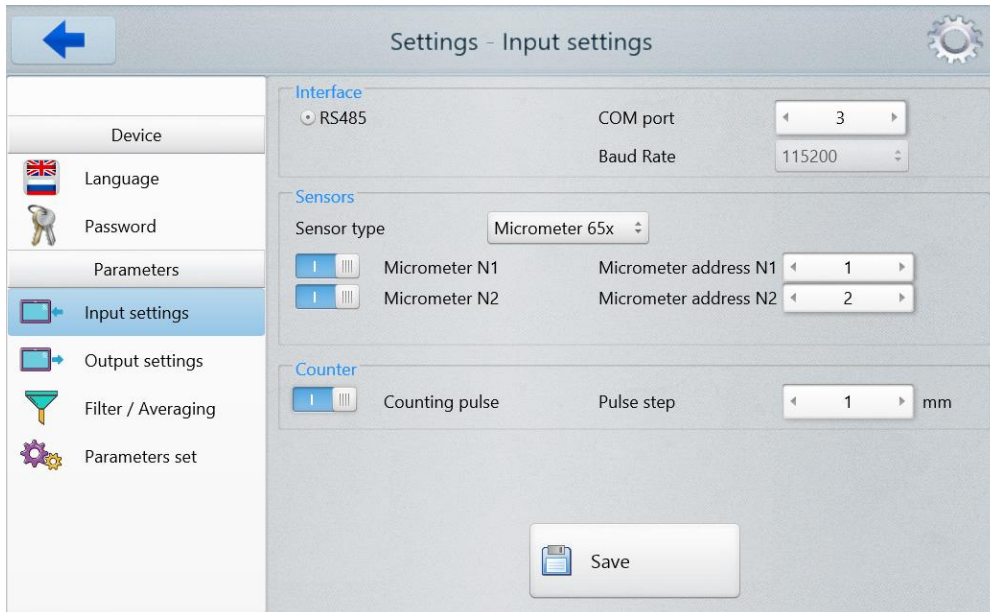 Settings - Input settings
Device
Language
Password
Parameters
Input settings
Output settings
Filter / Averaging
Parameters set
Interface
RS485
COM port 3
Baud Rate 115200
Sensors
Sensor type Micrometer 65x
Micrometer N1 Micrometer address N1 1
Micrometer N2 Micrometer address N2 2
Counter
Counting pulse Pulse step 1 mm
Save